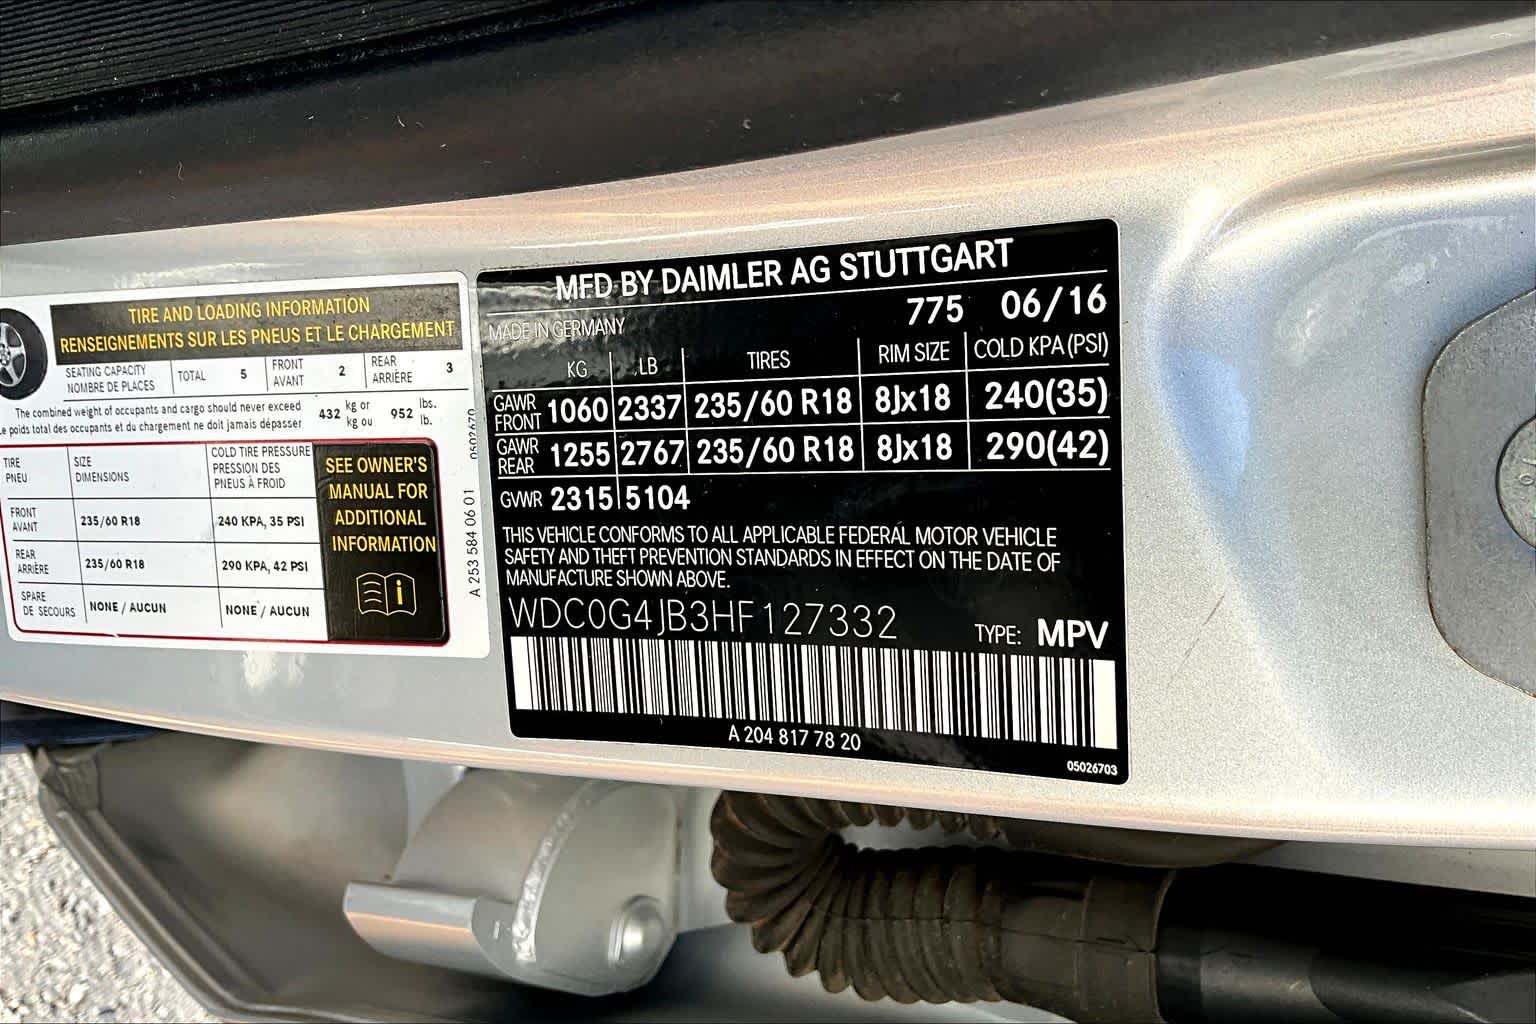 TIRE AND LOADING INFORMATION
RENSEIGNEMENTS SUR LES PNEUS ET LE CHARGEMENT
SEATING CAPACITY
NOMBRE DE PLACES
TOTAL 5
FRONT
AVANT
2
REAR
ARRIÈRE
3
The combined weight of occupants and cargo should never exceed
Le poids total des occupants et du chargement ne doit jamais dépasser
432 kg or
kg ou
952 lbs.
lb.
TIRE
PNEU
SIZE
DIMENSIONS
COLD TIRE PRESSURE
PRESSION DES
PNEUS À FROID
FRONT
AVANT
235/60 R18
240 KPA, 35 PSI
REAR
ARRIÈRE
235/60 R18
290 KPA, 42 PSI
SPARE
DE SECOURS
NONE / AUCUN
NONE / AUCUN
SEE OWNER'S
MANUAL FOR
ADDITIONAL
INFORMATION
i
A 253 584 06 01
MFD BY DAIMLER AG STUTTGART
MADE IN GERMANY
775 06/16
KG LB TIRES RIM SIZE COLD KPA(PSI)
GAWR
FRONT
1060 2337 235/60 R18 8Jx18 240(35)
GAWR
REAR
1255 2767 235/60 R18 8Jx18 290(42)
GVWR 2315 5104
THIS VEHICLE CONFORMS TO ALL APPLICABLE FEDERAL MOTOR VEHICLE
SAFETY AND THEFT PREVENTION STANDARDS IN EFFECT ON THE DATE OF
MANUFACTURE SHOWN ABOVE.
WDC0G4JB3HF127332
TYPE: MPV
A 204 817 78 20
05026703